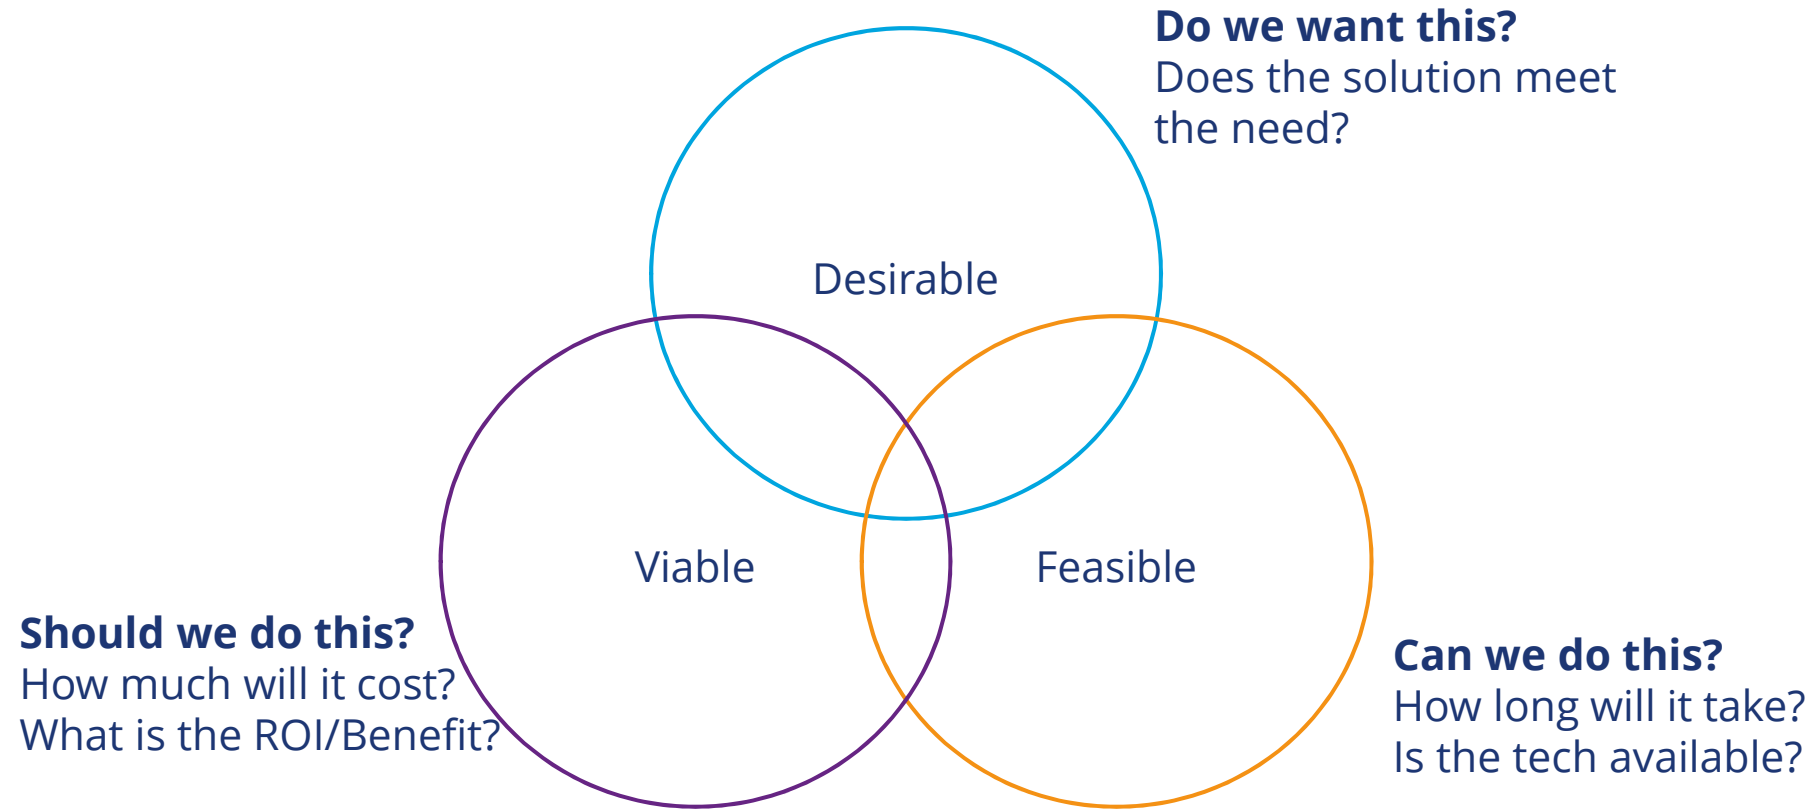 Do we want this?
Does the solution meet
the need?
Desirable
Viable
Feasible
Should we do this?
How much will it cost?
What is the ROI/Benefit?
Can we do this?
How long will it take?
Is the tech available?